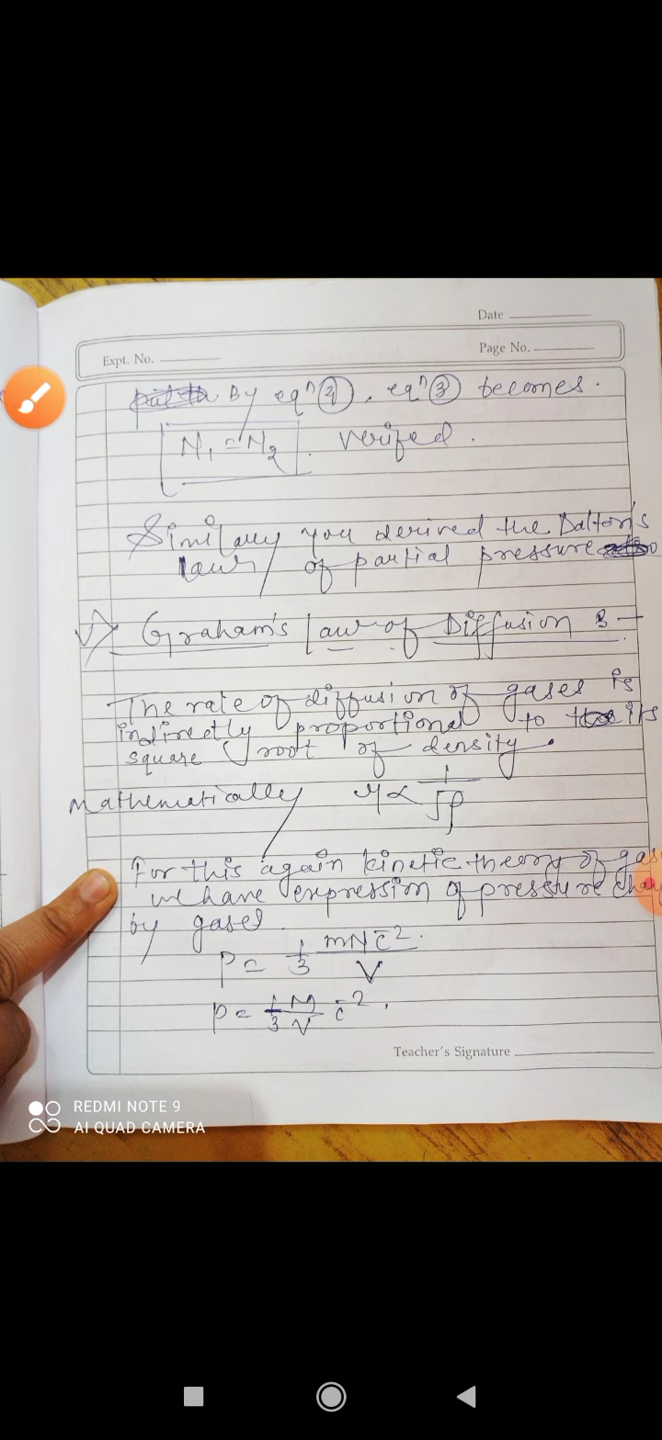 Date
Expt. No.
Page No.
By eqⁿ ④, eqⁿ ③ becomes.
N₁ = N₂ . verifed.
Similarly you derived the Dalton's
law of partial pressure
V> Graham's law of Diffusion :-
The rate of diffusion of gases is
indirectly proportional to its
square root of density.
Mathematically r ∝ 1/√ρ
For this again kinetic theory of gas
we have expression of pressure
by gases.
P = 1/3 mNc̄²/V
P = 1/3 M/V c̄².
Teacher's Signature
REDMI NOTE 9
AI QUAD CAMERA